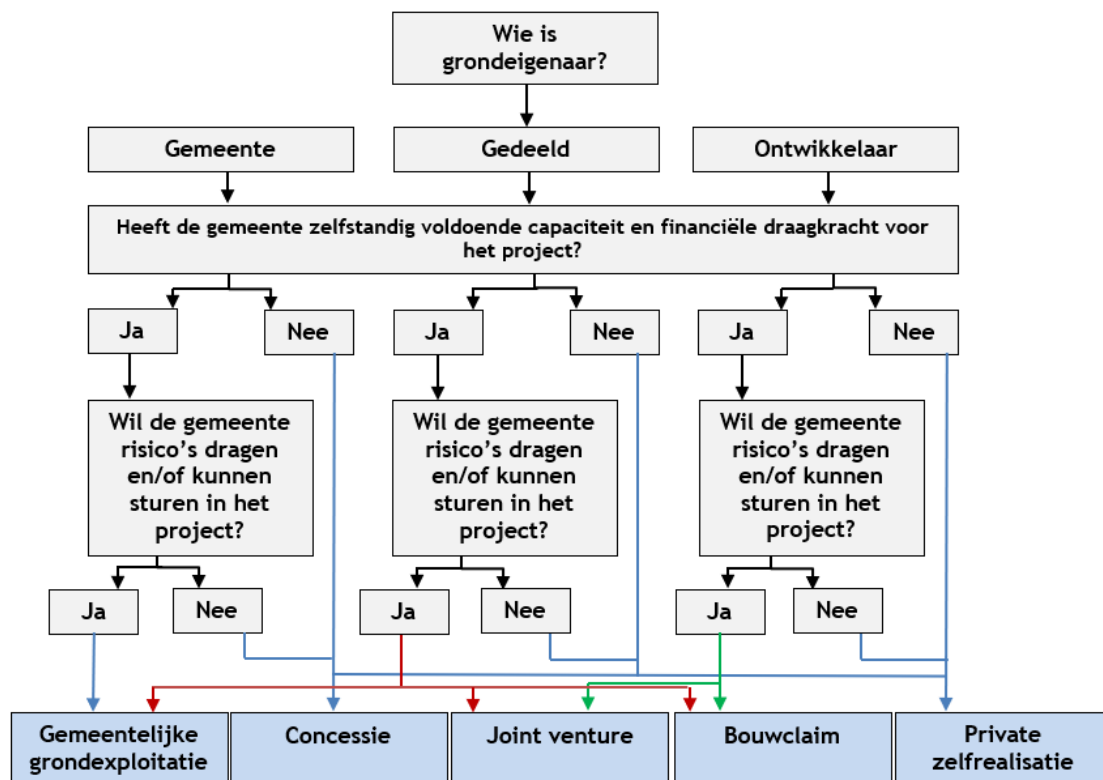 Wie is
grondeigenaar?
Gemeente
Gedeeld
Ontwikkelaar
Heeft de gemeente zelfstandig voldoende capaciteit en financiële draagkracht voor
het project?
Ja
Nee
Ja
Nee
Ja
Nee
Wil de gemeente
risico's dragen
en/of kunnen
sturen in het
project?
Wil de gemeente
risico's dragen
en/of kunnen
sturen in het
project?
Wil de gemeente
risico's dragen
en/of kunnen
sturen in het
project?
Ja
Nee
Ja
Nee
Ja
Nee
Gemeentelijke
grondexploitatie
Concessie
Joint venture
Bouwclaim
Private
zelfrealisatie